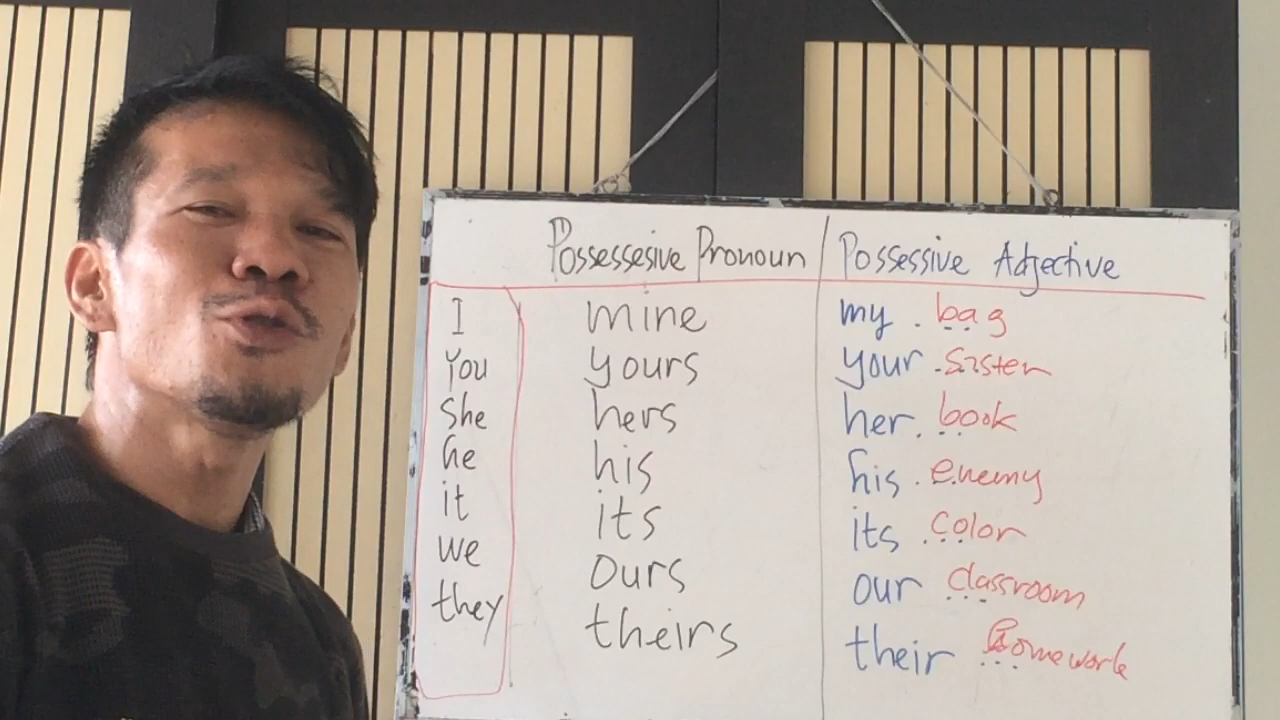 Possessesive Pronoun Possessive Adjective
I mine my bag
You yours your sister
She hers her book
he his his enemy
it its its color
we ours our classroom
they theirs their homework